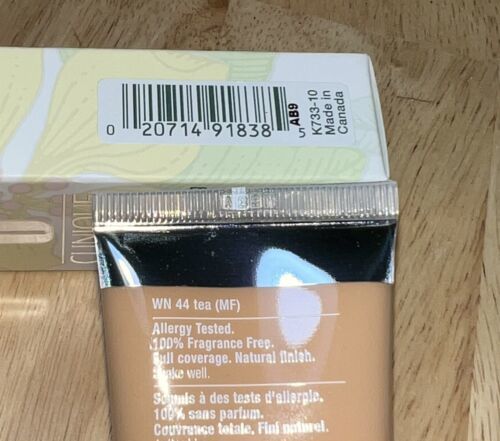 0 20714 91838 5
AB9
K733-10
Made in
Canada
CLINIQUE
WN 44 tea (MF)
Allergy Tested.
100% Fragrance Free.
Full coverage. Natural finish.
Shake well.
Soumis à des tests d'allergie.
100% sans parfum.
Couvrance totale. Fini naturel.